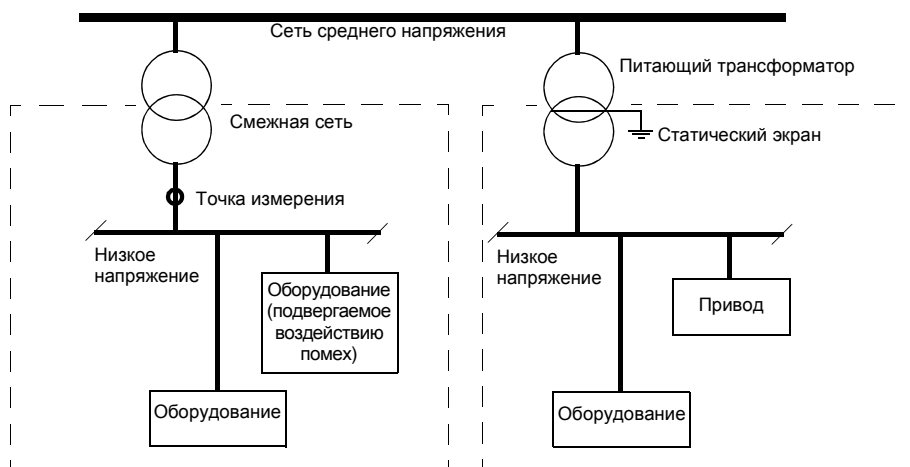 Сеть среднего напряжения
Питающий трансформатор
Смежная сеть
Статический экран
Точка измерения
Низкое
напряжение
Оборудование
(подвергаемое
воздействию
помех)
Оборудование
Низкое
напряжение
Привод
Оборудование